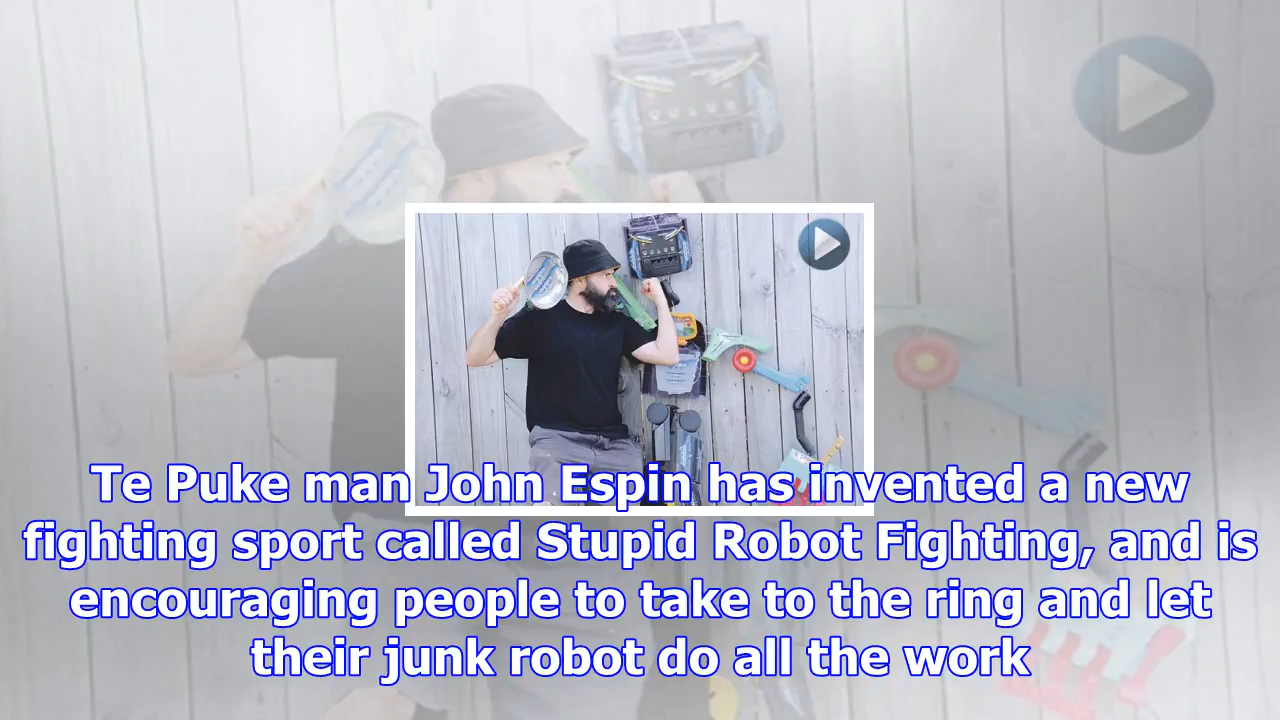 Te Puke man John Espin has invented a new
fighting sport called Stupid Robot Fighting, and is
encouraging people to take to the ring and let
their junk robot do all the work